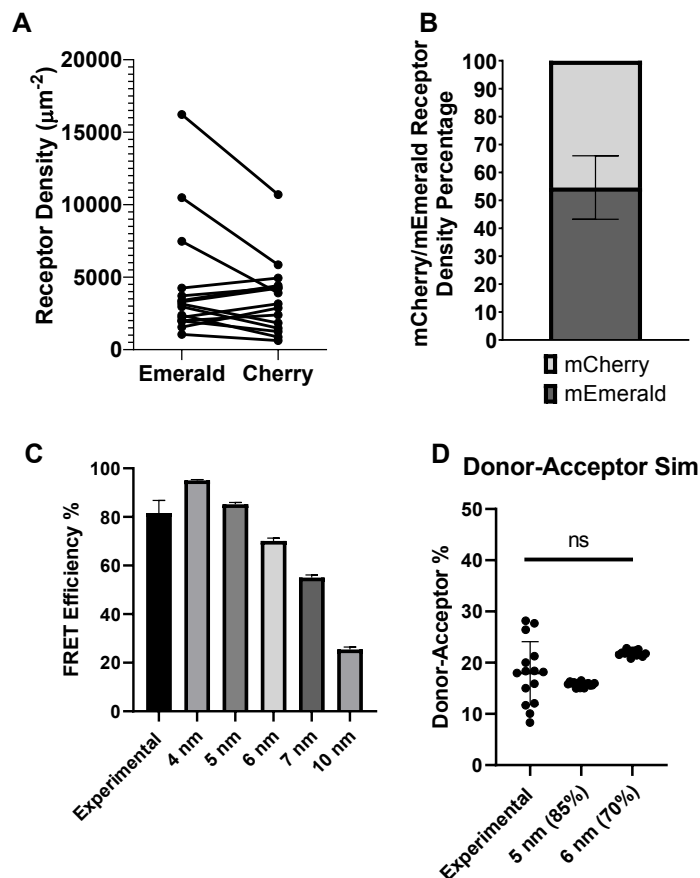 A
Receptor Density (μm⁻²)
20000
15000
10000
5000
0
Emerald Cherry
B
mCherry/mEmerald Receptor
Density Percentage
100
90
80
70
60
50
40
30
20
10
0
mCherry
mEmerald
C
FRET Efficiency %
100
80
60
40
20
0
Experimental
4 nm
5 nm
6 nm
7 nm
10 nm
D Donor-Acceptor Sim
Donor-Acceptor %
50
40
30
20
10
0
ns
Experimental
5 nm (85%)
6 nm (70%)